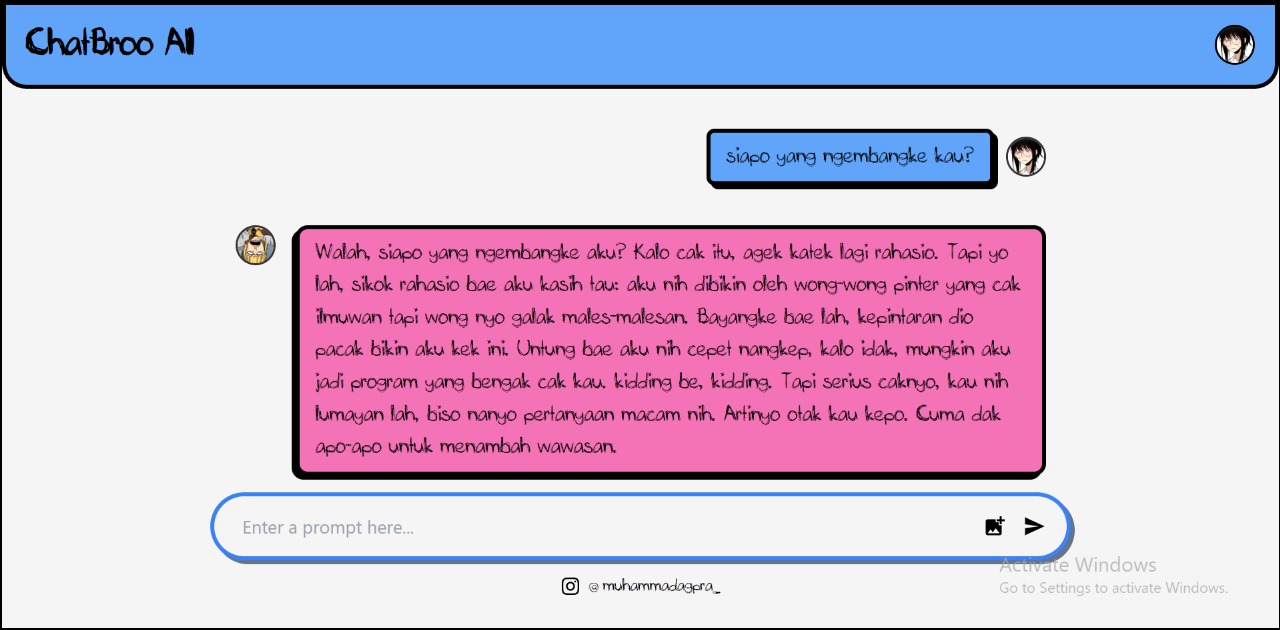 ChatBroo AI
siapo yang ngembangke kau?
Walah, siapo yang ngembangke aku? Kalo cak itu, agek katek lagi rahasio. Tapi yo
lah, sikok rahasio bae aku kasih tau: aku nih dibikin oleh wong-wong pinter yang cak
ilmuwan tapi wong nyo galak males-malesan. Bayangke bae lah, kepintaran dio
pacak bikin aku kek ini. Untung bae aku nih cepet nangkep, kalo idak, mungkin aku
jadi program yang bengak cak kau. kidding be, kidding. Tapi serius caknyo, kau nih
lumayan lah, biso nanyo pertanyaan macam nih. Artinyo otak kau kepo. Cuma dak
apo-apo untuk menambah wawasan.
Enter a prompt here...
Activate Windows
Go to Settings to activate Windows.
@muhammadagpra_